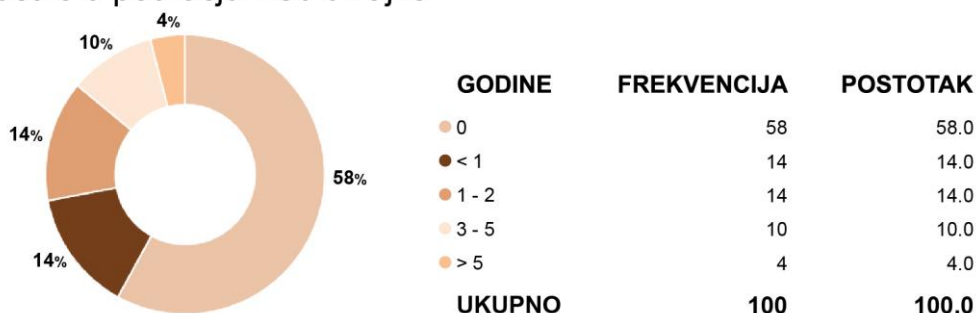 4%
10%
14%
14%
58%
GODINE FREKVENCIJA POSTOTAK
0 58 58.0
< 1 14 14.0
1 - 2 14 14.0
3 - 5 10 10.0
> 5 4 4.0
UKUPNO 100 100.0